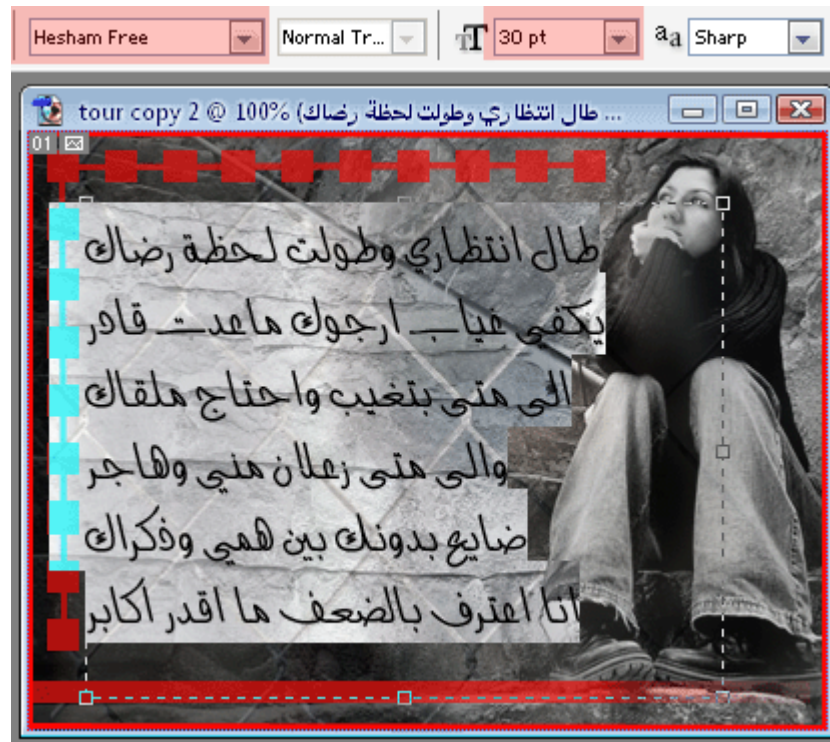 Hesham Free
Normal Tr...
30 pt
Sharp
tour copy 2 @ 100% (طال انتظاري وطولت لحظة رضاك ...
01
طال انتظاري وطولت لحظة رضاك
يكفي غياب ارجوك ماعدت قادر
الى متى بتغيب واحتاج ملقاك
والى متى زعلان مني وهاجر
ضايع بدونك بين همي وذكراك
انا اعترف بالضعف ما اقدر اكابر